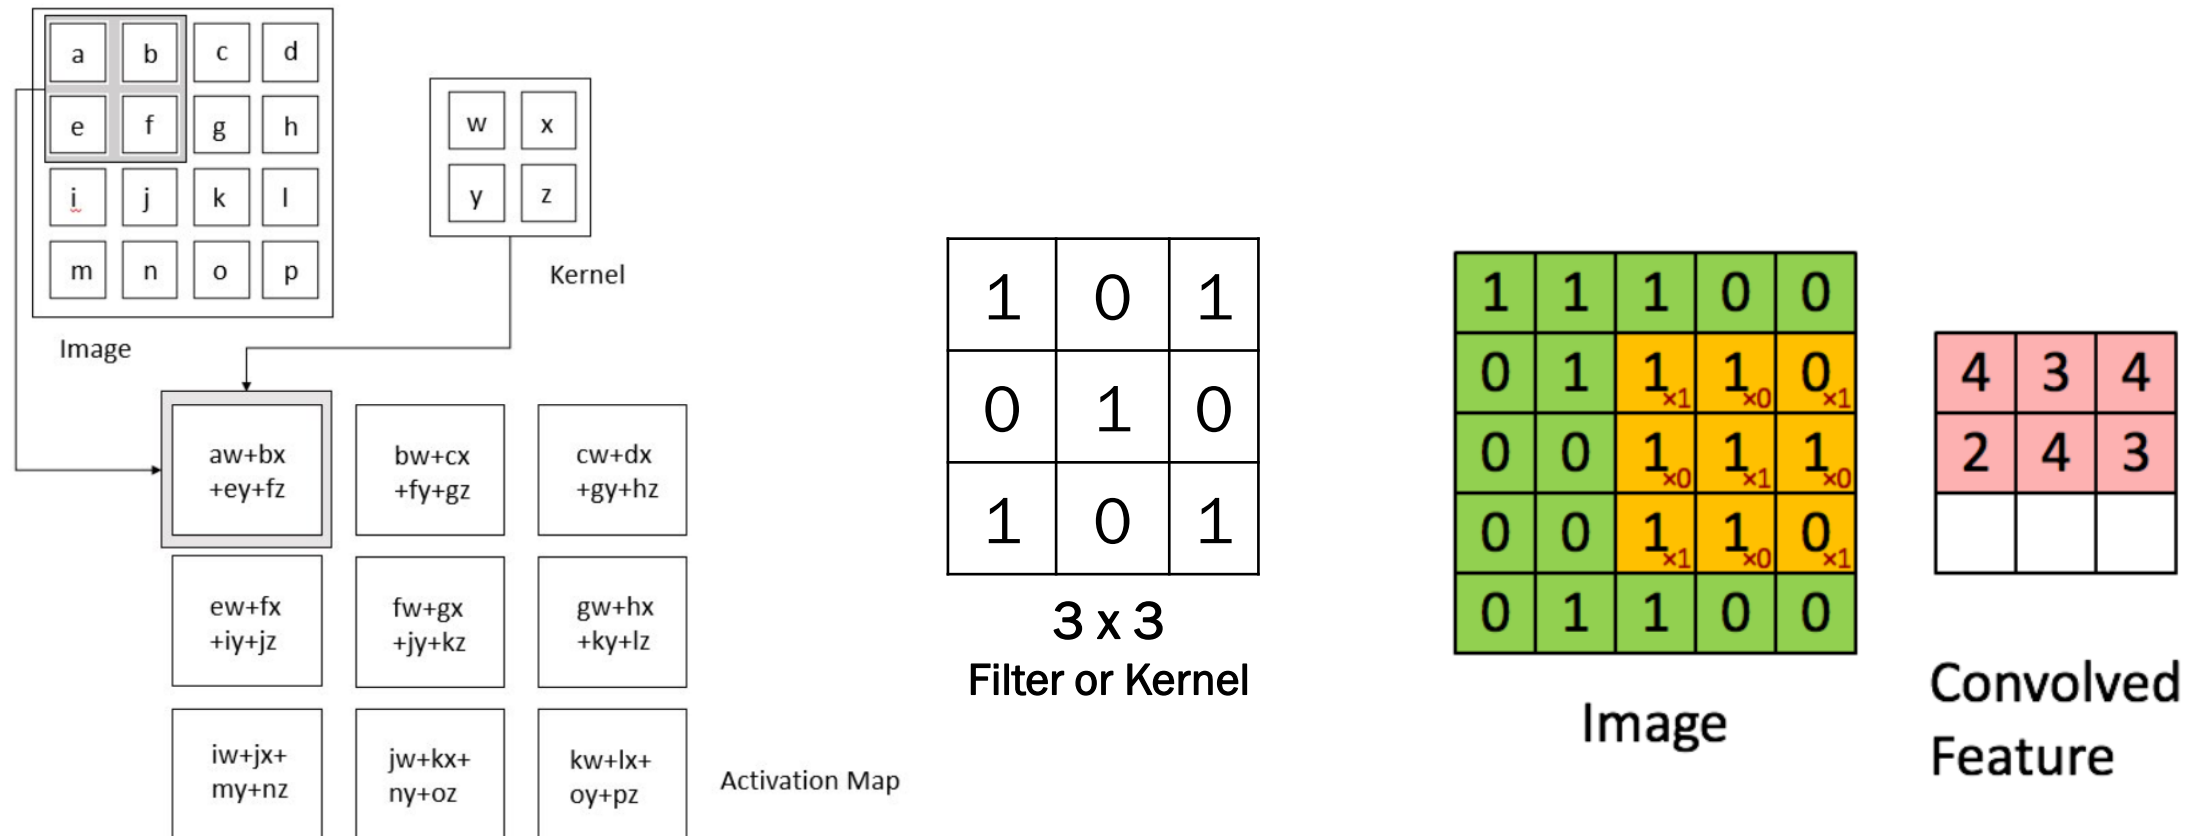 a b c d
e f g h
i j k l
m n o p
Image
w x
y z
Kernel
aw+bx
+ey+fz
bw+cx
+fy+gz
cw+dx
+gy+hz
ew+fx
+iy+jz
fw+gx
+jy+kz
gw+hx
+ky+lz
iw+jx+
my+nz
jw+kx+
ny+oz
kw+lx+
oy+pz
Activation Map
1 0 1
0 1 0
1 0 1
3 x 3
Filter or Kernel
1 1 1 0 0
0 1 1×1 1×0 0×1
0 0 1×0 1×1 1×0
0 0 1×1 1×0 0×1
0 1 1 0 0
Image
4 3 4
2 4 3
Convolved
Feature